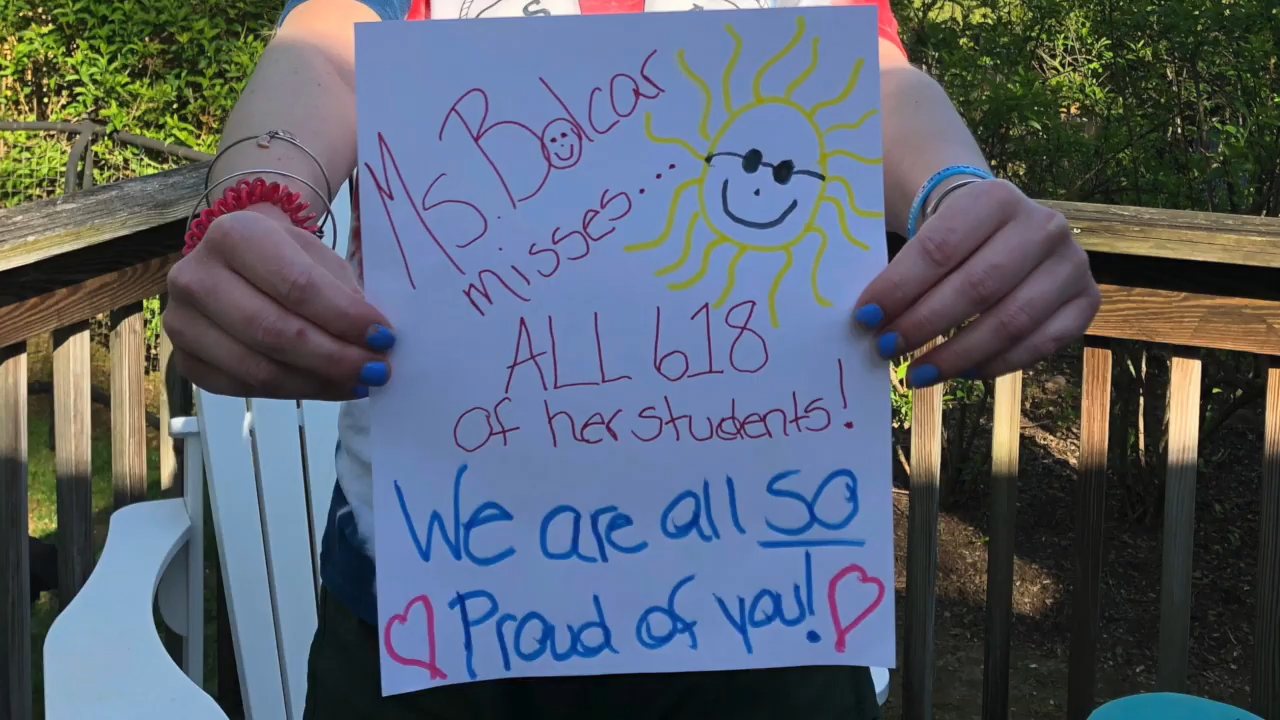 Ms. Bolcar
misses...
ALL 618
of her students!
We are all SO
Proud of you!